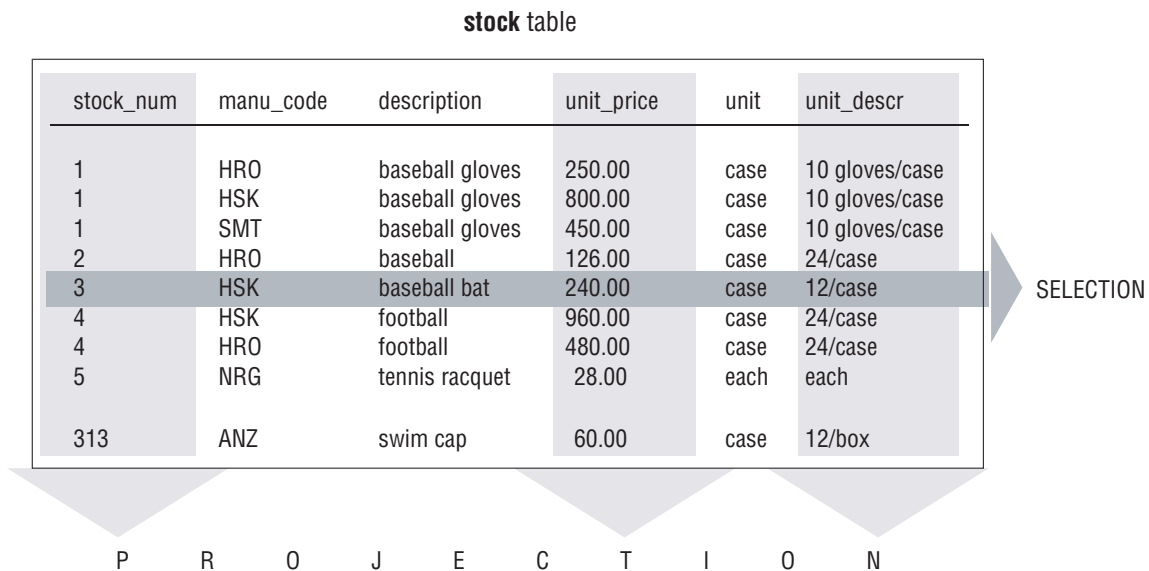 stock table
stock_num manu_code description unit_price unit unit_descr
1 HRO baseball gloves 250.00 case 10 gloves/case
1 HSK baseball gloves 800.00 case 10 gloves/case
1 SMT baseball gloves 450.00 case 10 gloves/case
2 HRO baseball 126.00 case 24/case
3 HSK baseball bat 240.00 case 12/case
SELECTION
4 HSK football 960.00 case 24/case
4 HRO football 480.00 case 24/case
5 NRG tennis racquet 28.00 each each
313 ANZ swim cap 60.00 case 12/box
P R O J E C T I O N